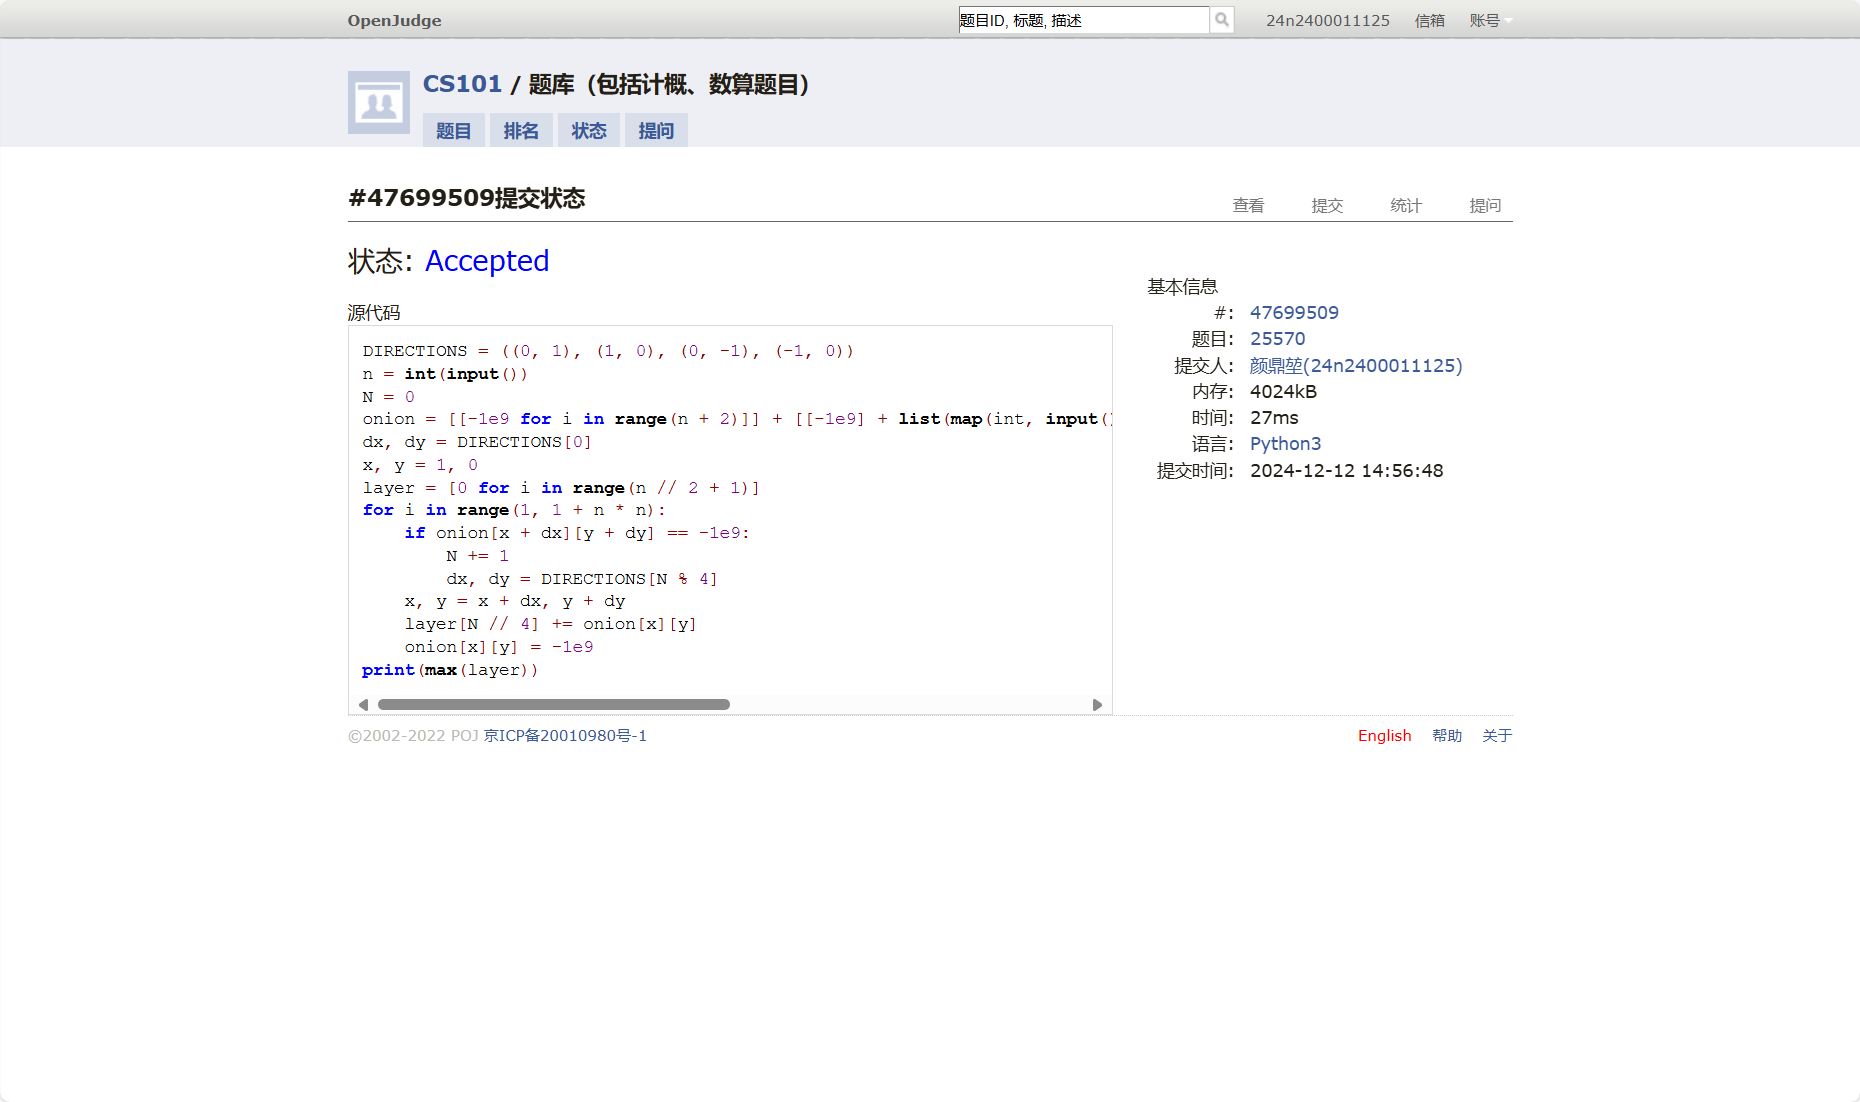 OpenJudge
题目ID, 标题, 描述
24n2400011125 信箱 账号
CS101 / 题库（包括计概、数算题目）
题目 排名 状态 提问
#47699509提交状态
查看 提交 统计 提问
状态: Accepted
基本信息
#: 47699509
题目: 25570
提交人: 颜鼎堃(24n2400011125)
内存: 4024kB
时间: 27ms
语言: Python3
提交时间: 2024-12-12 14:56:48
源代码
DIRECTIONS = ((0, 1), (1, 0), (0, -1), (-1, 0))
n = int(input())
N = 0
onion = [[-1e9 for i in range(n + 2)]] + [[-1e9] + list(map(int, input()
dx, dy = DIRECTIONS[0]
x, y = 1, 0
layer = [0 for i in range(n // 2 + 1)]
for i in range(1, 1 + n * n):
    if onion[x + dx][y + dy] == -1e9:
        N += 1
        dx, dy = DIRECTIONS[N % 4]
    x, y = x + dx, y + dy
    layer[N // 4] += onion[x][y]
    onion[x][y] = -1e9
print(max(layer))
©2002-2022 POJ 京ICP备20010980号-1
English 帮助 关于